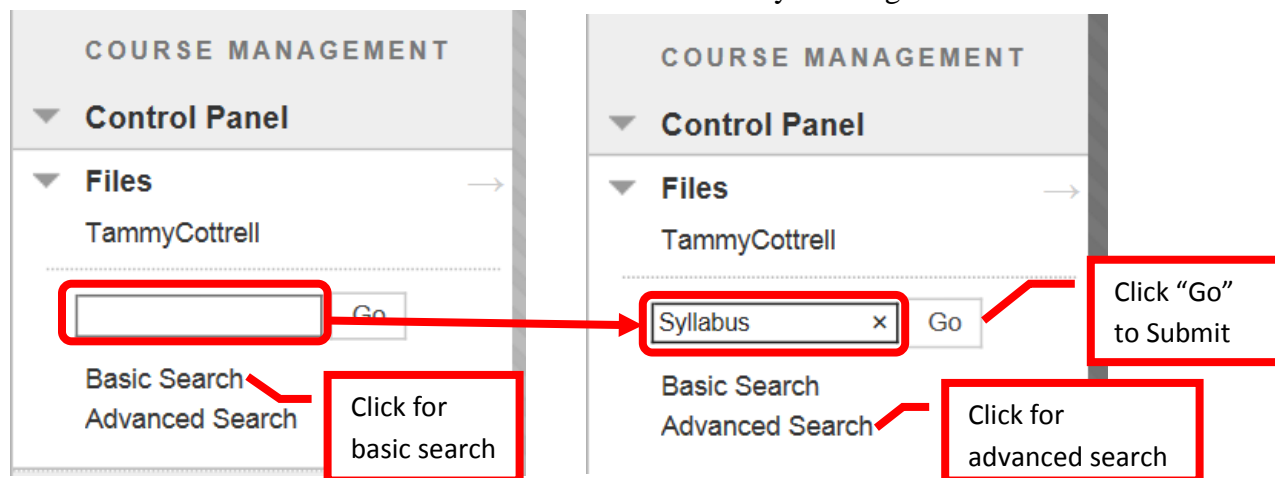 COURSE MANAGEMENT
Control Panel
Files
TammyCottrell
Go
Basic Search
Advanced Search
Click for
basic search
COURSE MANAGEMENT
Control Panel
Files
TammyCottrell
Syllabus × Go
Click “Go”
to Submit
Basic Search
Advanced Search
Click for
advanced search